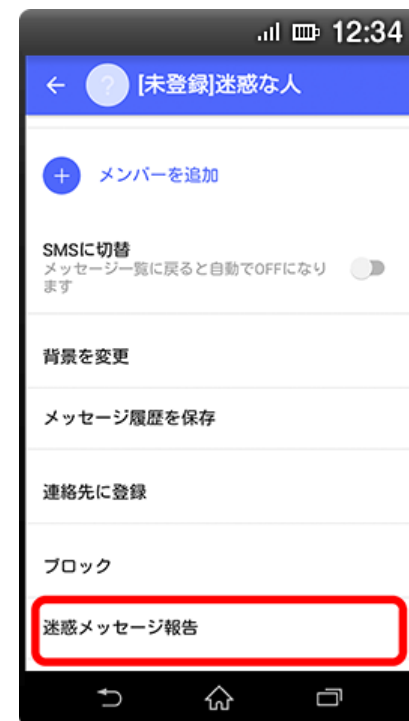 12:34
[未登録]迷惑な人
メンバーを追加
SMSに切替
メッセージ一覧に戻ると自動でOFFになり
ます
背景を変更
メッセージ履歴を保存
連絡先に登録
ブロック
迷惑メッセージ報告